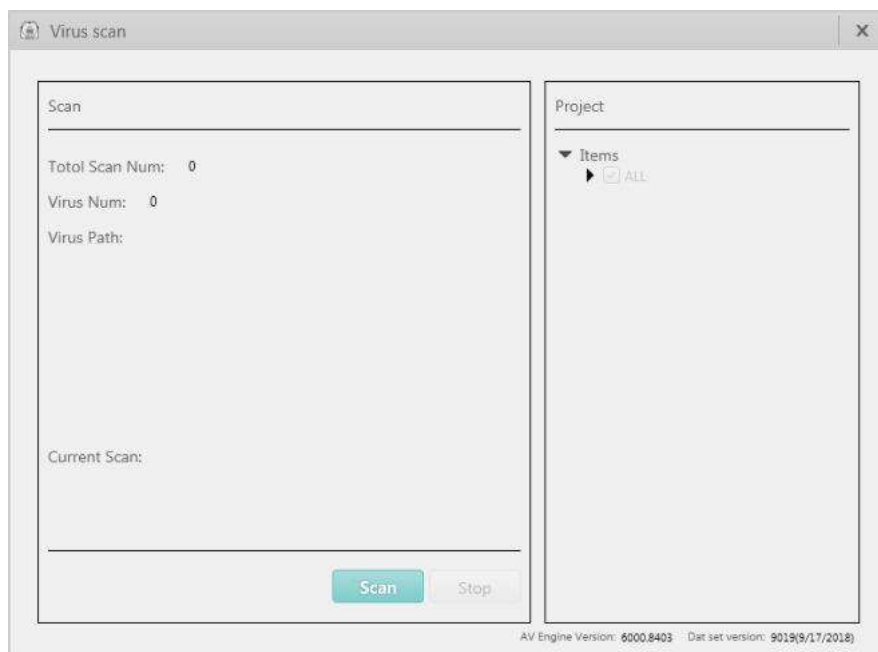 Virus scan
Scan
Totol Scan Num: 0
Virus Num: 0
Virus Path:
Current Scan:
Scan Stop
Project
Items
ALL
AV Engine Version: 6000.8403 Dat set version: 9019(9/17/2018)